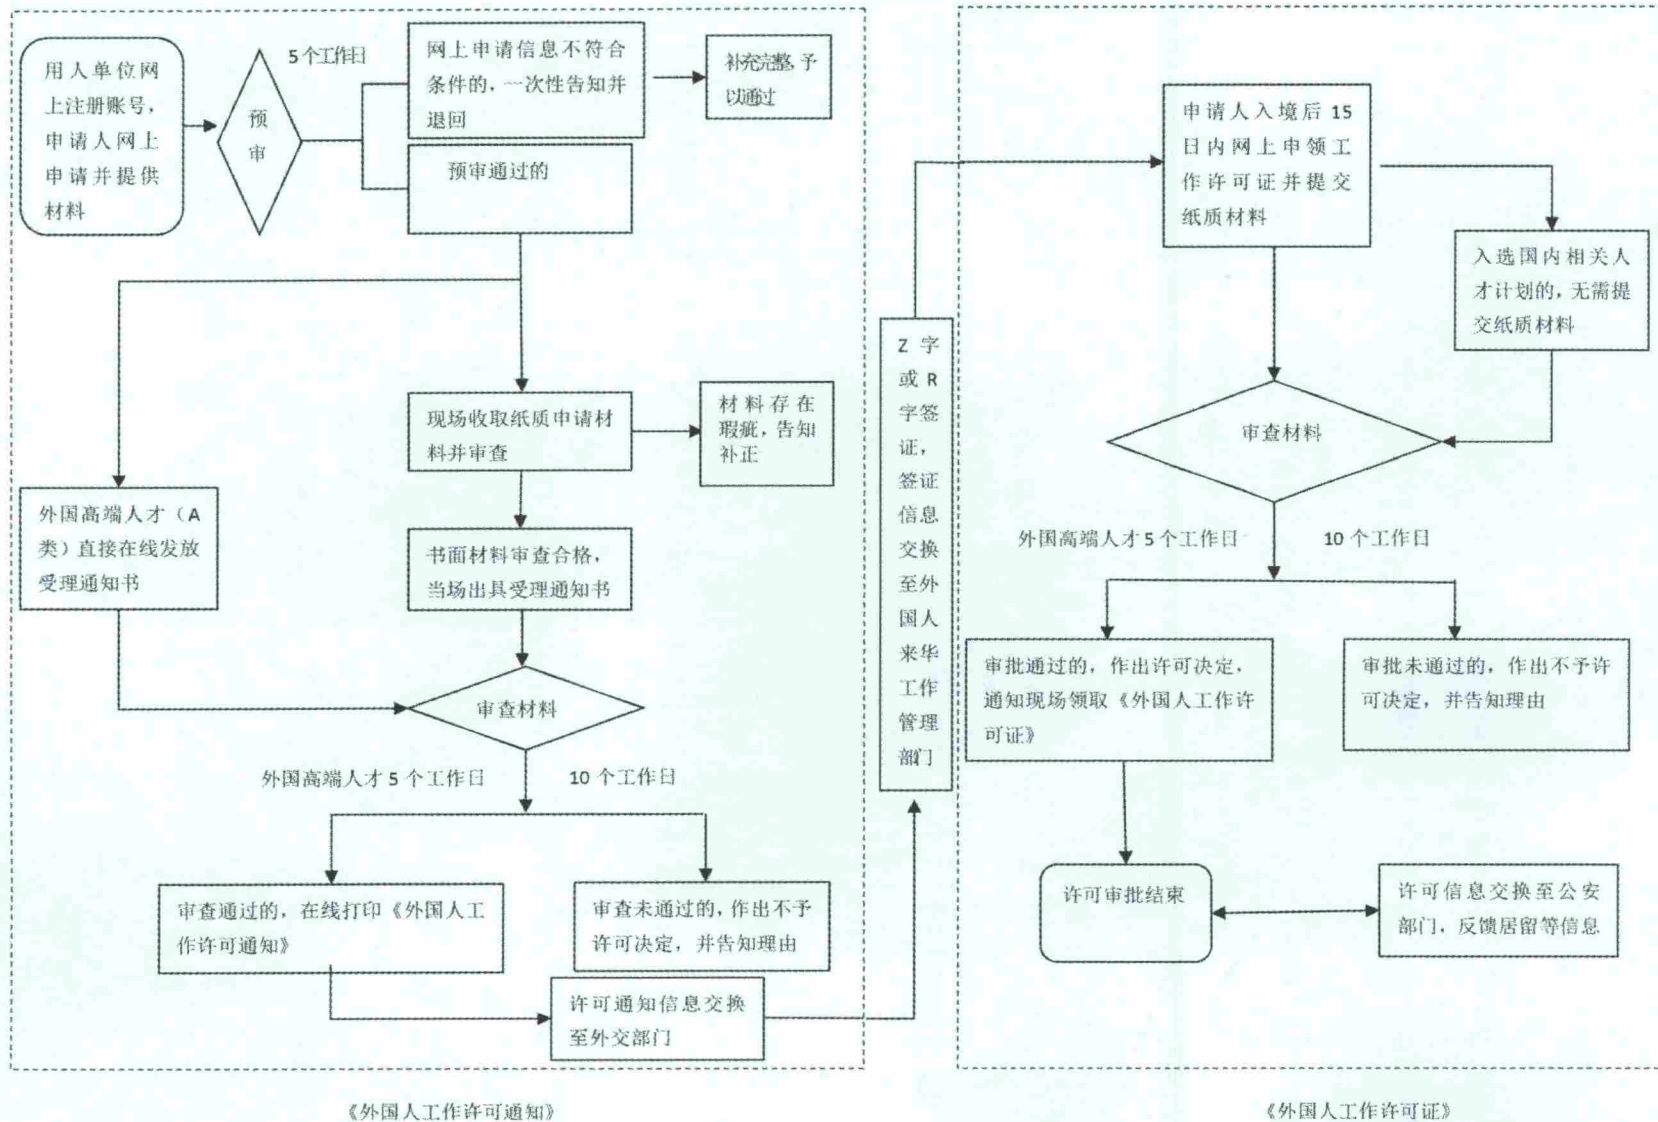 用人单位网
上注册账号，
申请人网上
申请并提供
材料
预
审
5 个工作日
网上申请信息不符合
条件的，一次性告知并
退回
补充完整，予
以通过
预审通过的
现场收取纸质申请材
料并审查
材料存在
瑕疵，告知
补正
外国高端人才（A
类）直接在线发放
受理通知书
书面材料审查合格，
当场出具受理通知书
审查材料
外国高端人才 5 个工作日
10 个工作日
审查通过的，在线打印《外国人工
作许可通知》
审查未通过的，作出不予
许可决定，并告知理由
许可通知信息交换
至外交部门
《外国人工作许可通知》
Z 字
或 R
字签
证，
签证
信息
交换
至外
国人
来华
工作
管理
部门
申请人入境后 15
日内网上申领工
作许可证并提交
纸质材料
入选国内相关人
才计划的，无需提
交纸质材料
审查材料
外国高端人才 5 个工作日
10 个工作日
审批通过的，作出许可决定，
通知现场领取《外国人工作许
可证》
审批未通过的，作出不予许
可决定，并告知理由
许可审批结束
许可信息交换至公安
部门，反馈居留等信息
《外国人工作许可证》